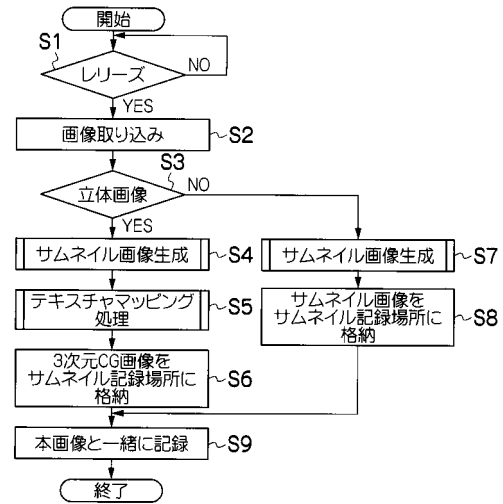 開始
S1
レリーズ
NO
YES
画像取り込み
S2
S3
立体画像
NO
YES
サムネイル画像生成
S4
サムネイル画像生成
S7
テキスチャマッピング
処理
S5
サムネイル画像を
サムネイル記録場所に
格納
S8
3次元CG画像を
サムネイル記録場所に
格納
S6
本画像と一緒に記録
S9
終了